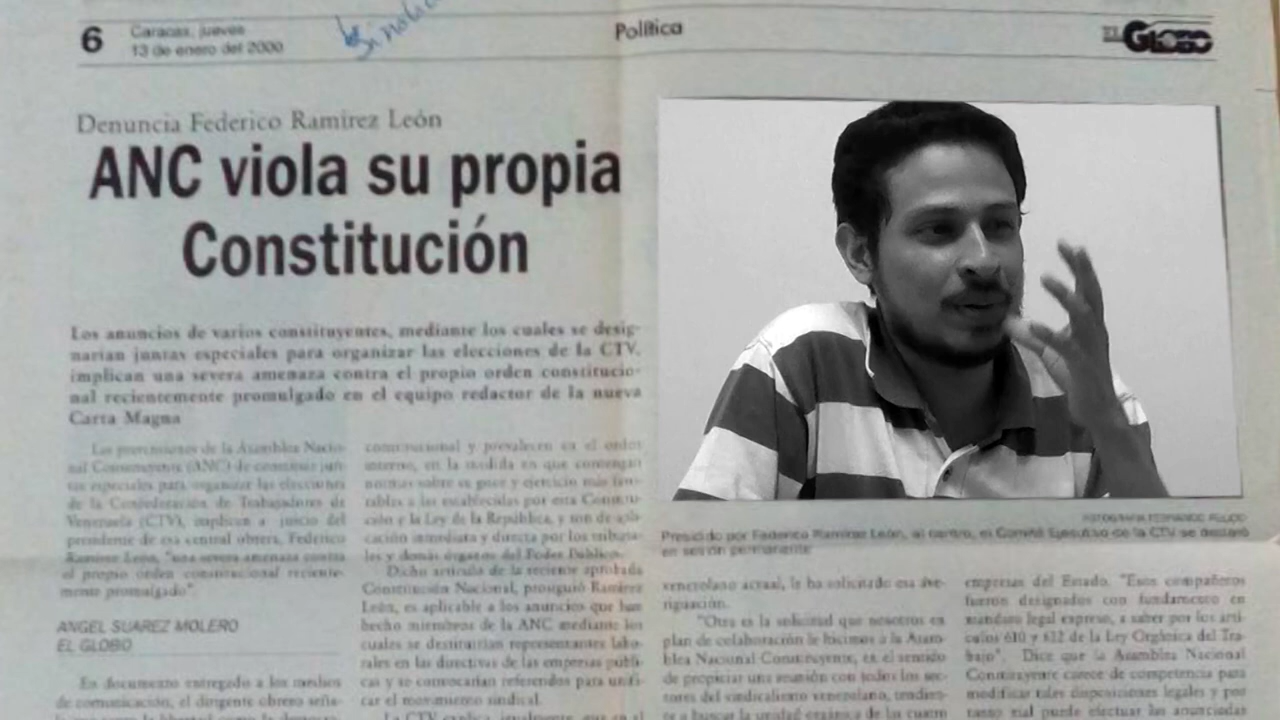 6
Caracas, jueves
13 de enero del 2000
Política
EL GLOBO
Denuncia Federico Ramírez León
ANC viola su propia
Constitución
Los anuncios de varios constituyentes, mediante los cuales se desig-
narían juntas especiales para organizar las elecciones de la CTV,
implican una severa amenaza contra el propio orden constitucio-
nal recientemente promulgado en el equipo redactor de la nueva
Carta Magna
Las pretensiones de la Asamblea Nacio-
nal Constituyente (ANC) de constituir jun-
tas especiales para organizar las elecciones
de la Confederación de Trabajadores de
Venezuela (CTV), implican a juicio del
presidente de esa central obrera, Federico
Ramírez León, "una severa amenaza contra
el propio orden constitucional reciente-
mente promulgado".
ANGEL SUAREZ MOLERO
EL GLOBO
En documento entregado a los medios
de comunicación, el dirigente obrero seña-
constitucional y prevalecen en el orden
interno, en la medida en que contengan
normas sobre su goce y ejercicio más favo-
rables a las establecidas por esta Constitu-
ción y la Ley de la República, y son de apli-
cación inmediata y directa por los tribuna-
les y demás órganos del Poder Público.
Dicho artículo de la reciente aprobada
Constitución Nacional, prosiguió Ramírez
León, es aplicable a los anuncios que han
hecho miembros de la ANC mediante los
cuales se destituirían representantes labo-
rales en las directivas de las empresas públi-
cas y se convocarían referendos para unifi-
car el movimiento sindical.
La CTV explica, igualmente, que en el
FOTOGRAFIA FERNANDO
Presidido por Federico Ramírez León, al centro, el Comité Ejecutivo de la CTV se declaró
en sesión permanente
venezolano actual, le ha solicitado esa ave-
riguación.
"Otra es la solicitud que nosotros en
plan de colaboración le hicimos a la Asam-
blea Nacional Constituyente, en el sentido
de propiciar una reunión con todos los sec-
tores del sindicalismo venezolano, tendien-
te a buscar la unidad orgánica de las cuatro
empresas del Estado. "Esos compañeros
fueron designados con fundamento en
mandato legal expreso, a saber por los artí-
culos 610 y 612 de la Ley Orgánica del Tra-
bajo". Dice que la Asamblea Nacional
Constituyente carece de competencia para
modificar tales disposiciones legales y por
tanto mal puede efectuar las anunciadas